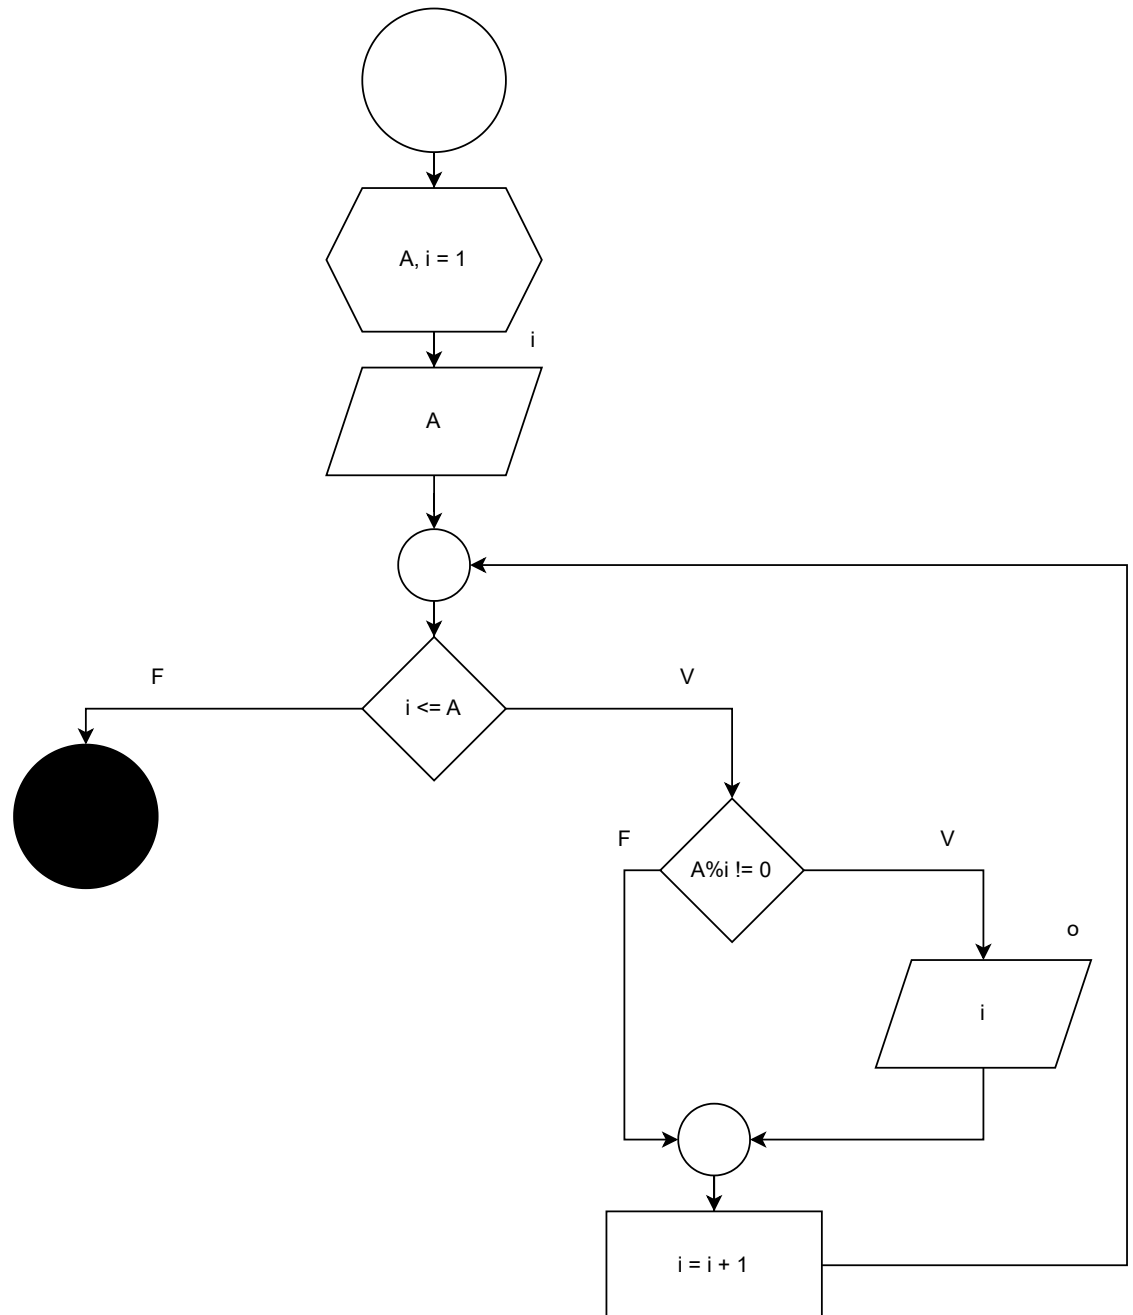 A, i = 1
i
A
F
i <= A
V
F
A%i != 0
V
o
i
i = i + 1